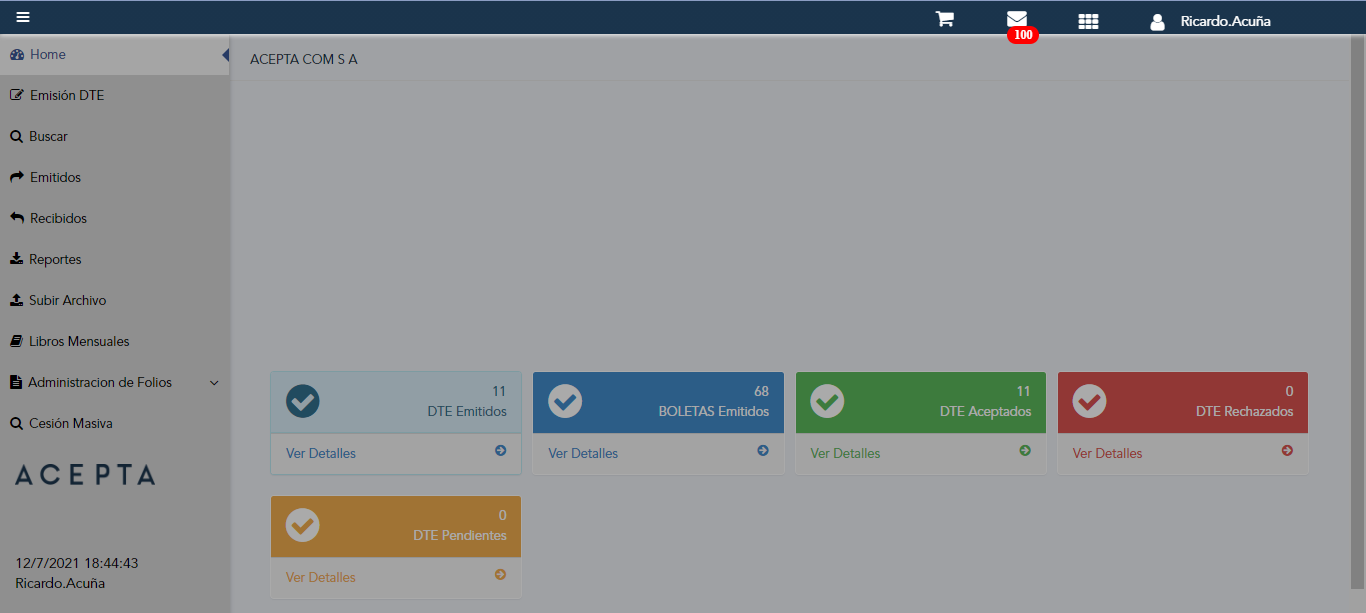 100
Ricardo.Acuña
Home
ACEPTA COM S A
Emisión DTE
Buscar
Emitidos
Recibidos
Reportes
Subir Archivo
Libros Mensuales
Administracion de Folios
Cesión Masiva
ACEPTA
12/7/2021 18:44:43
Ricardo.Acuña
11
DTE Emitidos
Ver Detalles
68
BOLETAS Emitidos
Ver Detalles
11
DTE Aceptados
Ver Detalles
0
DTE Rechazados
Ver Detalles
0
DTE Pendientes
Ver Detalles